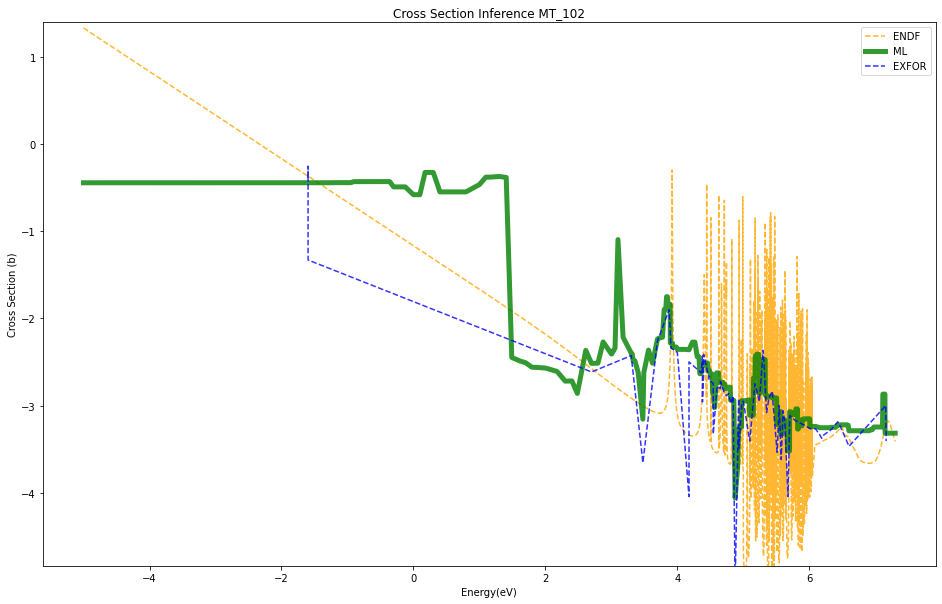 Cross Section Inference MT_102
ENDF
ML
EXFOR
Cross Section (b)
1
0
−1
−2
−3
−4
−4
−2
0
2
4
6
Energy(eV)